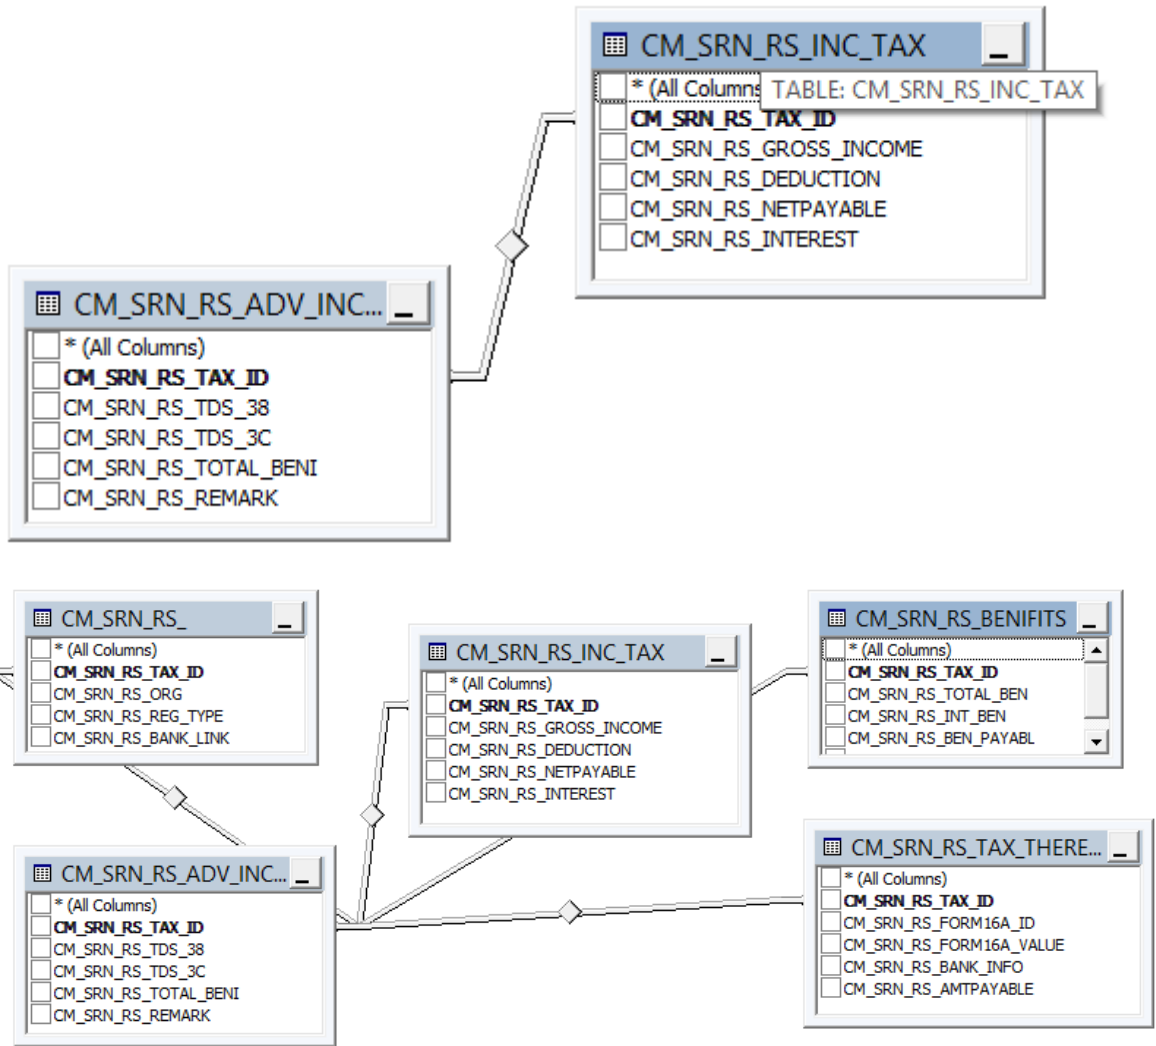 CM_SRN_RS_INC_TAX
* (All Columns
TABLE: CM_SRN_RS_INC_TAX
CM_SRN_RS_TAX_ID
CM_SRN_RS_GROSS_INCOME
CM_SRN_RS_DEDUCTION
CM_SRN_RS_NETPAYABLE
CM_SRN_RS_INTEREST
CM_SRN_RS_ADV_INC...
* (All Columns)
CM_SRN_RS_TAX_ID
CM_SRN_RS_TDS_38
CM_SRN_RS_TDS_3C
CM_SRN_RS_TOTAL_BENI
CM_SRN_RS_REMARK
CM_SRN_RS_
* (All Columns)
CM_SRN_RS_TAX_ID
CM_SRN_RS_ORG
CM_SRN_RS_REG_TYPE
CM_SRN_RS_BANK_LINK
CM_SRN_RS_INC_TAX
* (All Columns)
CM_SRN_RS_TAX_ID
CM_SRN_RS_GROSS_INCOME
CM_SRN_RS_DEDUCTION
CM_SRN_RS_NETPAYABLE
CM_SRN_RS_INTEREST
CM_SRN_RS_BENIFITS
* (All Columns)
CM_SRN_RS_TAX_ID
CM_SRN_RS_TOTAL_BEN
CM_SRN_RS_INT_BEN
CM_SRN_RS_BEN_PAYABL
CM_SRN_RS_ADV_INC...
* (All Columns)
CM_SRN_RS_TAX_ID
CM_SRN_RS_TDS_38
CM_SRN_RS_TDS_3C
CM_SRN_RS_TOTAL_BENI
CM_SRN_RS_REMARK
CM_SRN_RS_TAX_THERE...
* (All Columns)
CM_SRN_RS_TAX_ID
CM_SRN_RS_FORM16A_ID
CM_SRN_RS_FORM16A_VALUE
CM_SRN_RS_BANK_INFO
CM_SRN_RS_AMTPAYABLE